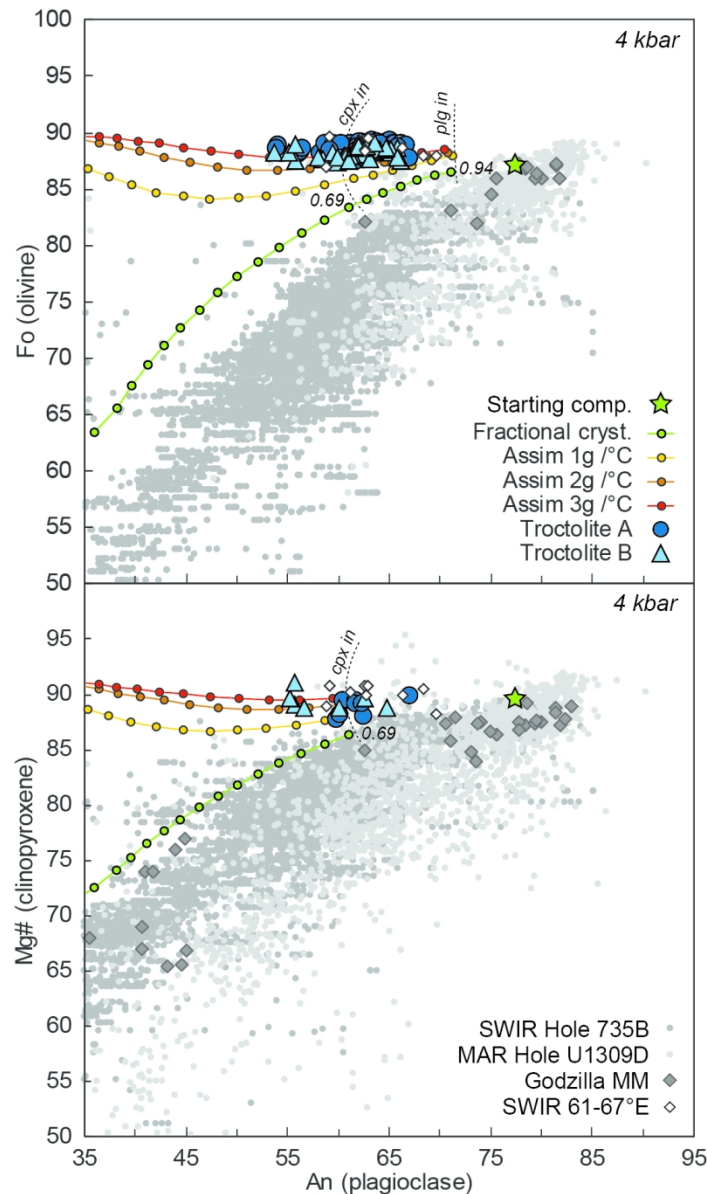 4 kbar
100
95
90
85
80
75
70
65
60
55
50
Fo (olivine)
cpx in
plg in
0.94
0.69
Starting comp.
Fractional cryst.
Assim 1g /°C
Assim 2g /°C
Assim 3g /°C
Troctolite A
Troctolite B
4 kbar
95
90
85
80
75
70
65
60
55
50
Mg# (clinopyroxene)
cpx in
0.69
SWIR Hole 735B
MAR Hole U1309D
Godzilla MM
SWIR 61-67°E
35 45 55 65 75 85 95
An (plagioclase)